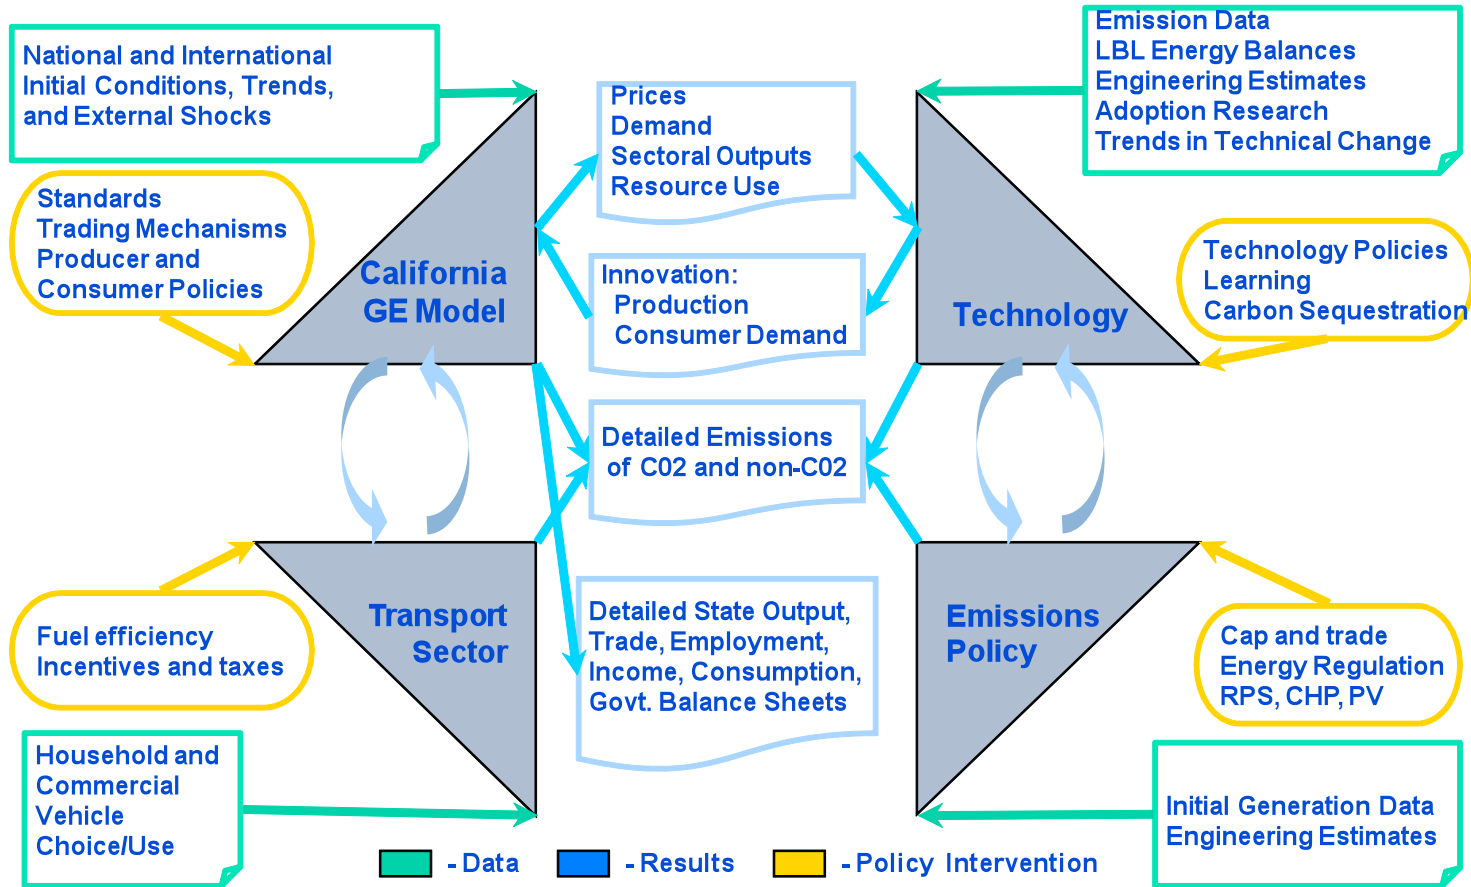 National and International
Initial Conditions, Trends,
and External Shocks
Emission Data
LBL Energy Balances
Engineering Estimates
Adoption Research
Trends in Technical Change
Prices
Demand
Sectoral Outputs
Resource Use
Standards
Trading Mechanisms
Producer and
Consumer Policies
California
GE Model
Innovation:
Production
Consumer Demand
Technology
Technology Policies
Learning
Carbon Sequestration
Detailed Emissions
of C02 and non-C02
Transport
Sector
Detailed State Output,
Trade, Employment,
Income, Consumption,
Govt. Balance Sheets
Emissions
Policy
Fuel efficiency
Incentives and taxes
Cap and trade
Energy Regulation
RPS, CHP, PV
Household and
Commercial
Vehicle
Choice/Use
Initial Generation Data
Engineering Estimates
- Data
- Results
- Policy Intervention